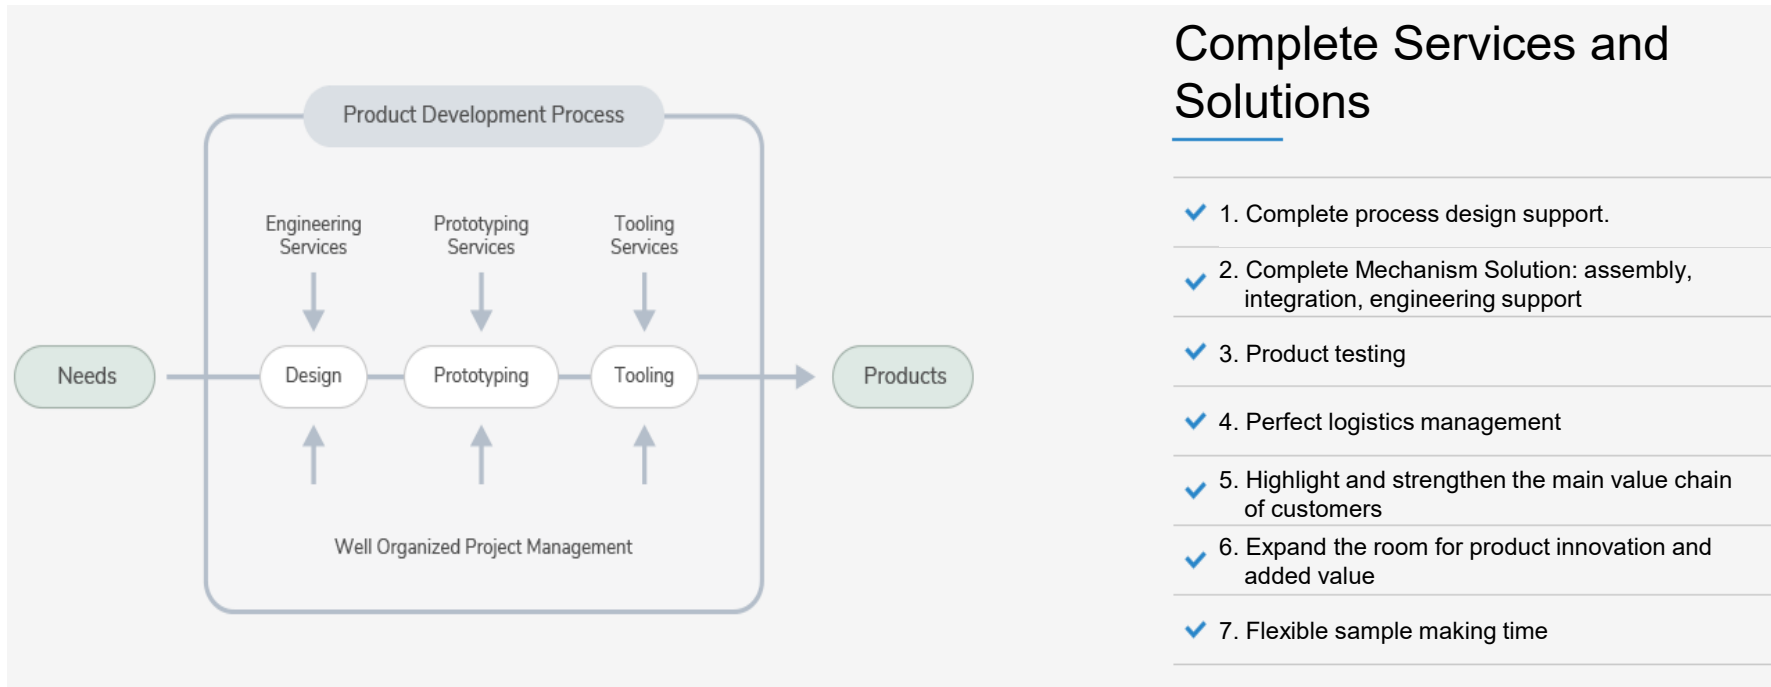 Product Development Process
Engineering
Services
Prototyping
Services
Tooling
Services
Needs
Design
Prototyping
Tooling
Products
Well Organized Project Management
Complete Services and
Solutions
1. Complete process design support.
2. Complete Mechanism Solution: assembly,
integration, engineering support
3. Product testing
4. Perfect logistics management
5. Highlight and strengthen the main value chain
of customers
6. Expand the room for product innovation and
added value
7. Flexible sample making time